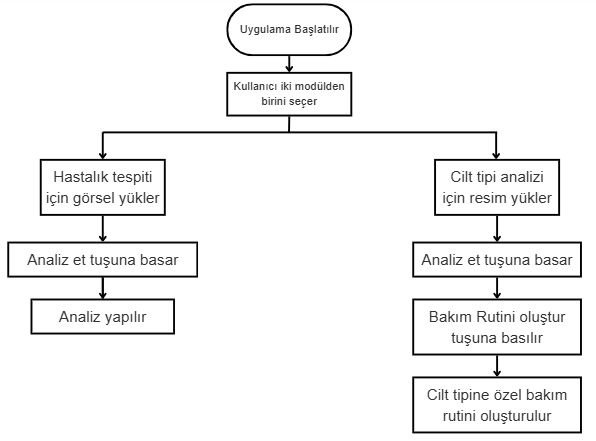 Uygulama Başlatılır
Kullanıcı iki modülden
birini seçer
Hastalık tespiti
için görsel yükler
Analiz et tuşuna basar
Analiz yapılır
Cilt tipi analizi
için resim yükler
Analiz et tuşuna basar
Bakım Rutini oluştur
tuşuna basılır
Cilt tipine özel bakım
rutini oluşturulur